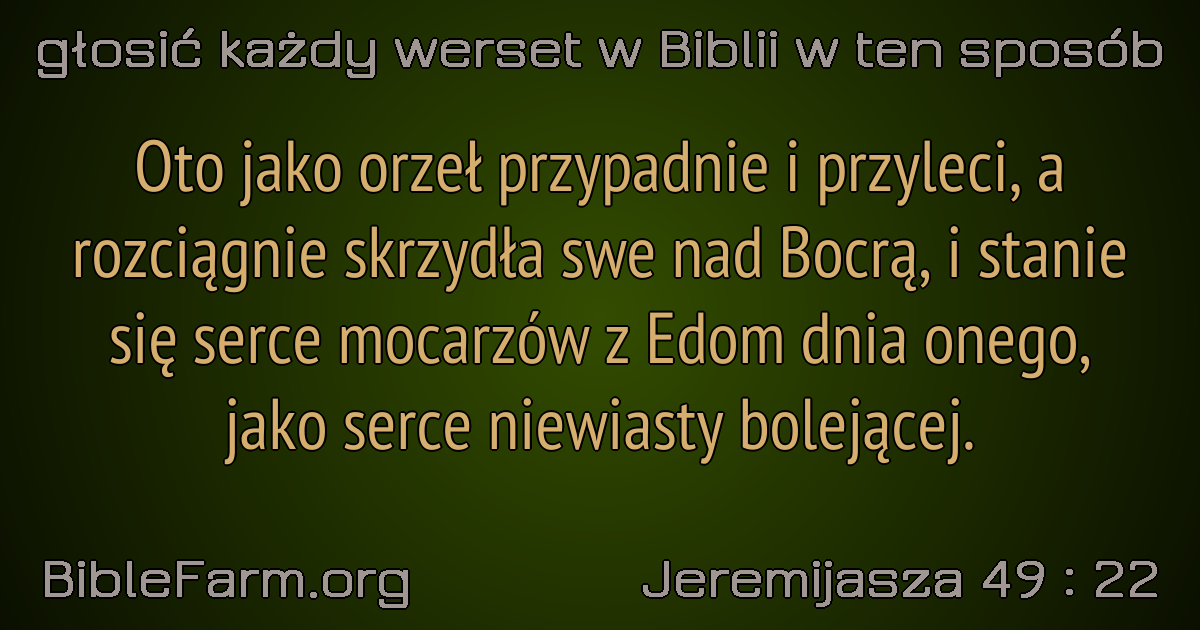 głosić każdy werset w Biblii w ten sposób
Oto jako orzeł przypadnie i przyleci, a
rozciągnie skrzydła swe nad Bocrą, i stanie
się serce mocarzów z Edom dnia onego,
jako serce niewiasty bolejącej.
BibleFarm.org
Jeremijasza 49 : 22